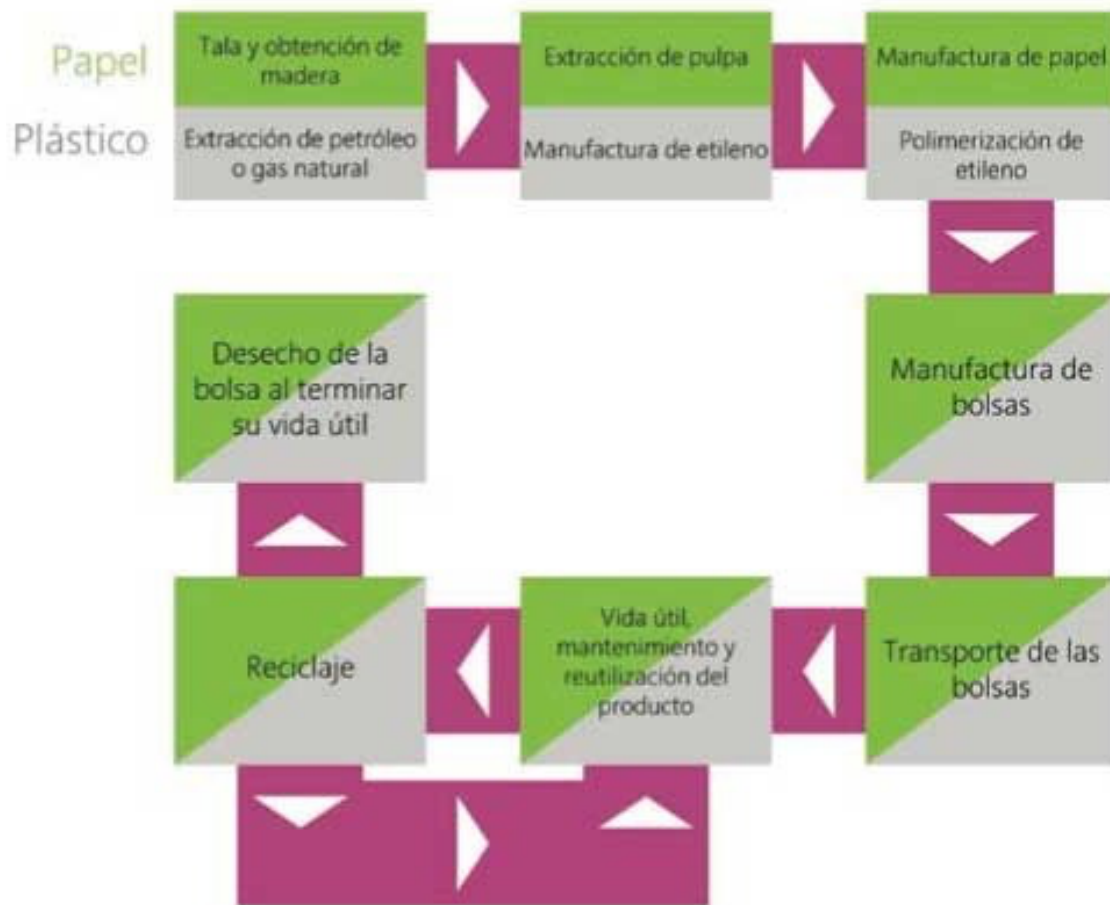 Papel
Tala y obtención de
madera
Extracción de pulpa
Manufactura de papel
Plástico
Extracción de petróleo
o gas natural
Manufactura de etileno
Polimerización de
etileno
Desecho de la
bolsa al terminar
su vida útil
Manufactura de
bolsas
Reciclaje
Vida útil,
mantenimiento y
reutilización del
producto
Transporte de las
bolsas